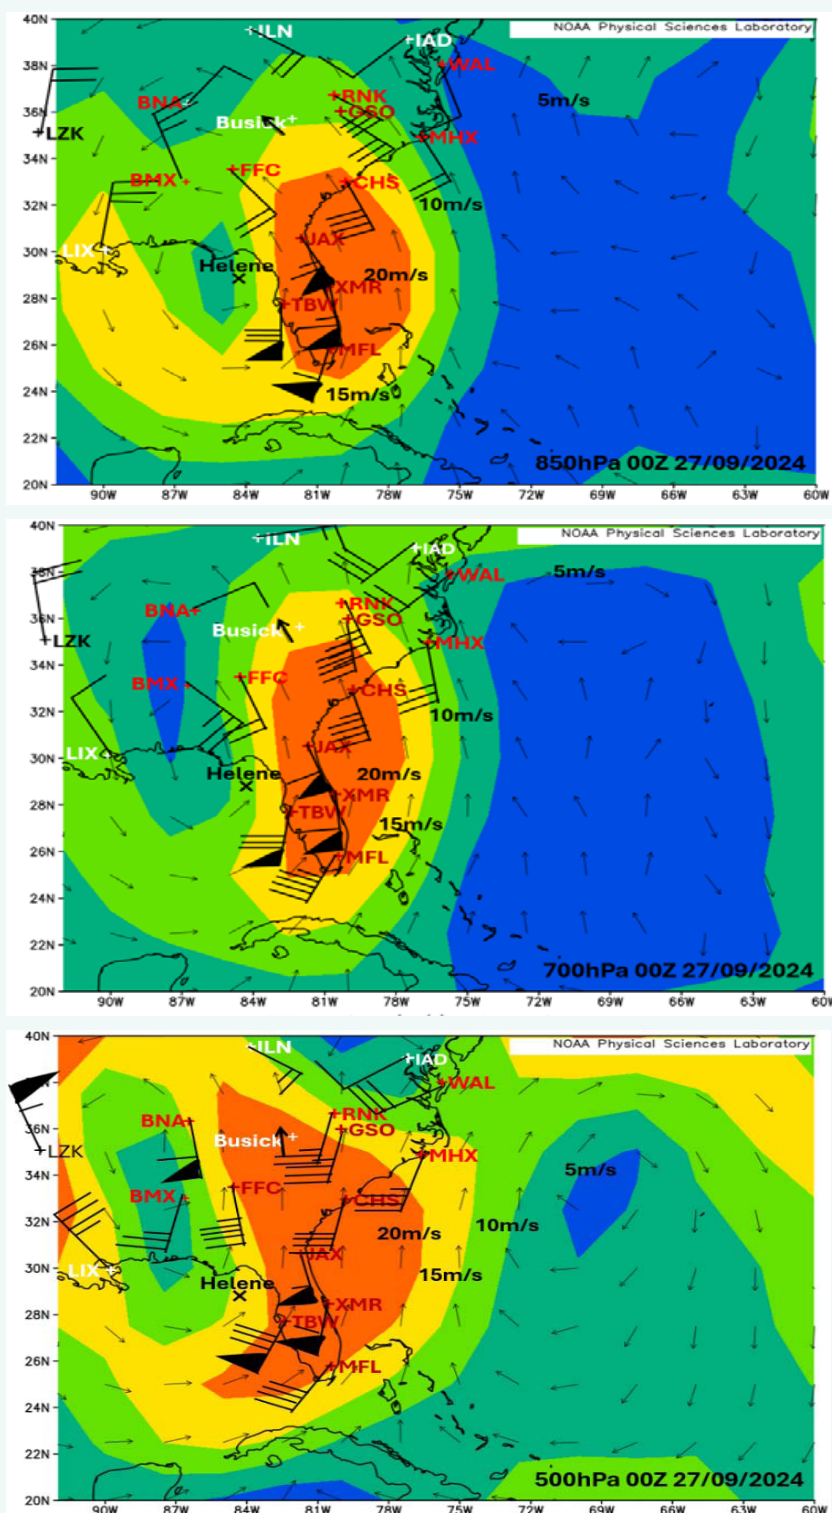 NOAA Physical Sciences Laboratory
40N
38N
36N
34N
32N
30N
28N
26N
24N
22N
20N
+ILN
+IAD
+WAL
5m/s
BNA+
+RNK
+GSO
Busick+
+LZK
+MHX
BMX+
+FFC
+CHS
10m/s
+JAX
LIX+
Helene
×
20m/s
+XMR
+TBW
+MFL
15m/s
850hPa 00Z 27/09/2024
90W 87W 84W 81W 78W 75W 72W 69W 66W 63W 60W
NOAA Physical Sciences Laboratory
40N
38N
36N
34N
32N
30N
28N
26N
24N
22N
20N
+ILN
+IAD
+WAL
5m/s
BNA+
+RNK
+GSO
Busick+
+LZK
+MHX
BMX+
+FFC
+CHS
10m/s
+JAX
LIX+
Helene
×
20m/s
+XMR
+TBW
15m/s
+MFL
700hPa 00Z 27/09/2024
90W 87W 84W 81W 78W 75W 72W 69W 66W 63W 60W
NOAA Physical Sciences Laboratory
40N
38N
36N
34N
32N
30N
28N
26N
24N
22N
20N
+ILN
+IAD
+WAL
BNA+
+RNK
+GSO
Busick+
+LZK
+MHX
5m/s
BMX+
+FFC
+CHS
10m/s
20m/s
+JAX
LIX+
15m/s
Helene
×
+XMR
+TBW
+MFL
500hPa 00Z 27/09/2024
90W 87W 84W 81W 78W 75W 72W 69W 66W 63W 60W